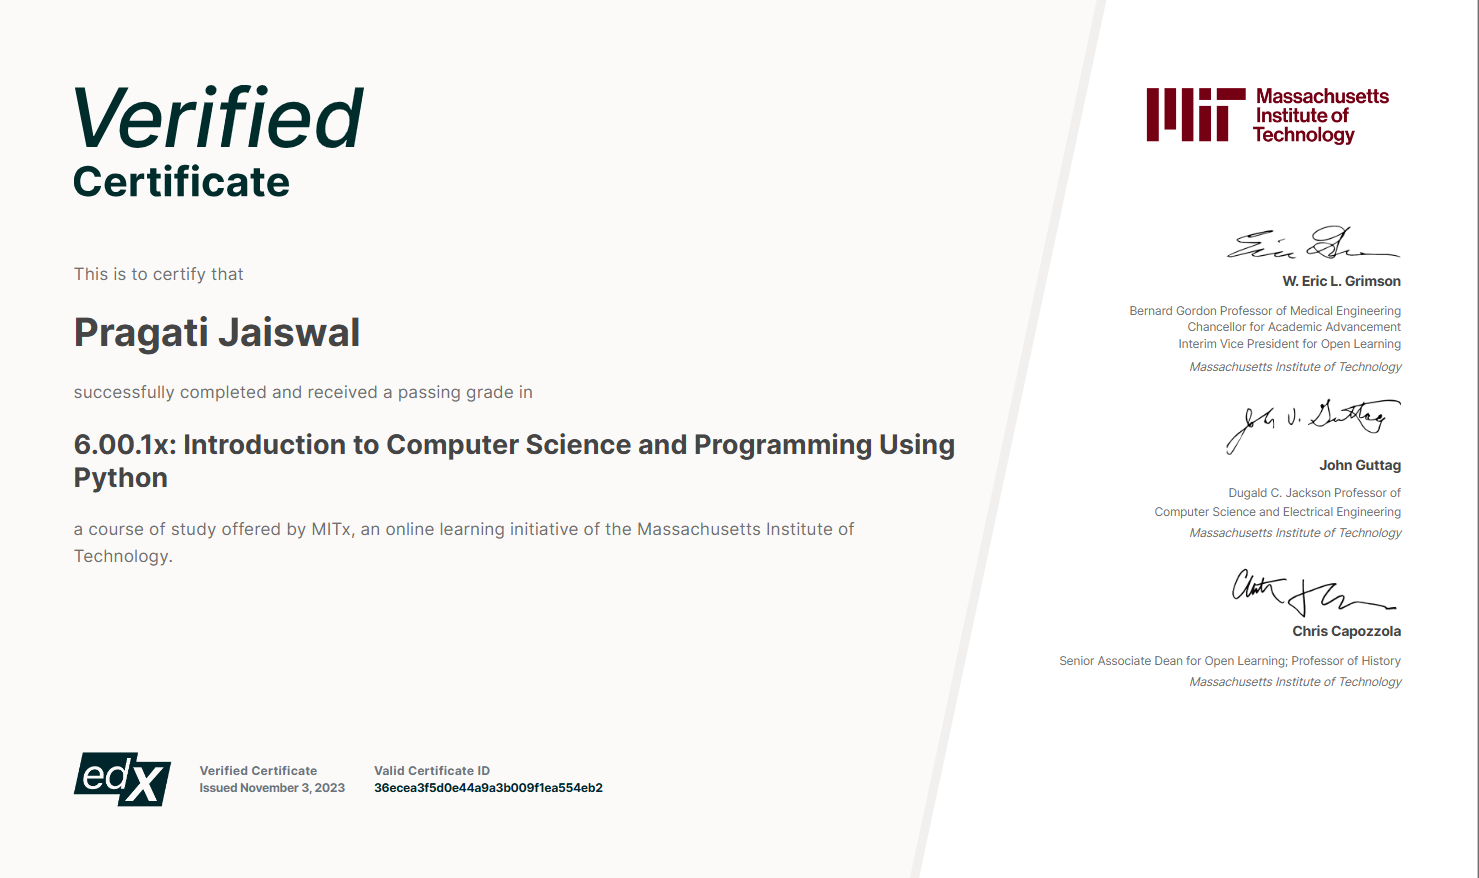 Verified
Certificate
This is to certify that
Pragati Jaiswal
successfully completed and received a passing grade in
6.00.1x: Introduction to Computer Science and Programming Using
Python
a course of study offered by MITx, an online learning initiative of the Massachusetts Institute of
Technology.
edX
Verified Certificate
Issued November 3, 2023
Valid Certificate ID
36ecea3f5d0e44a9a3b009f1ea554eb2
MIT
Massachusetts
Institute of
Technology
W. Eric L. Grimson
Bernard Gordon Professor of Medical Engineering
Chancellor for Academic Advancement
Interim Vice President for Open Learning
Massachusetts Institute of Technology
John V. Guttag
John Guttag
Dugald C. Jackson Professor of
Computer Science and Electrical Engineering
Massachusetts Institute of Technology
Chris Capozzola
Senior Associate Dean for Open Learning; Professor of History
Massachusetts Institute of Technology